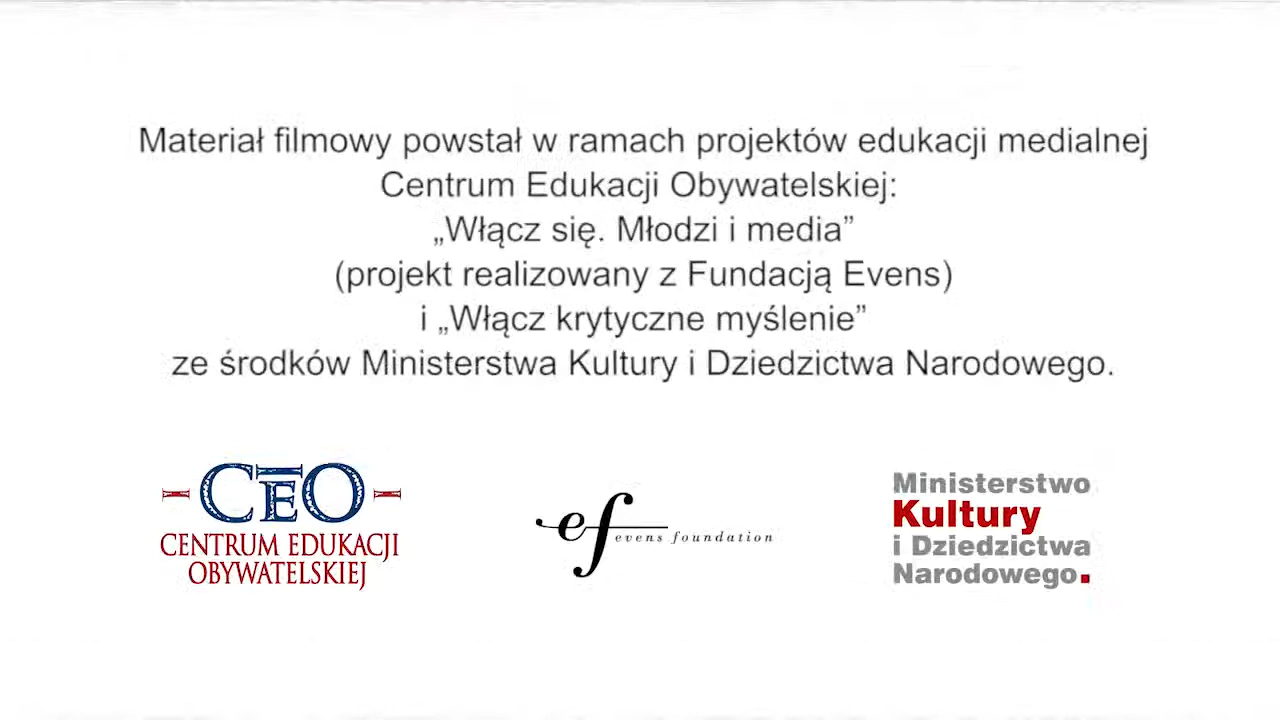 Materiał filmowy powstał w ramach projektów edukacji medialnej
Centrum Edukacji Obywatelskiej:
„Włącz się. Młodzi i media”
(projekt realizowany z Fundacją Evens)
i „Włącz krytyczne myślenie”
ze środków Ministerstwa Kultury i Dziedzictwa Narodowego.
CEO
CENTRUM EDUKACJI
OBYWATELSKIEJ
ef evens foundation
Ministerstwo
Kultury
i Dziedzictwa
Narodowego.